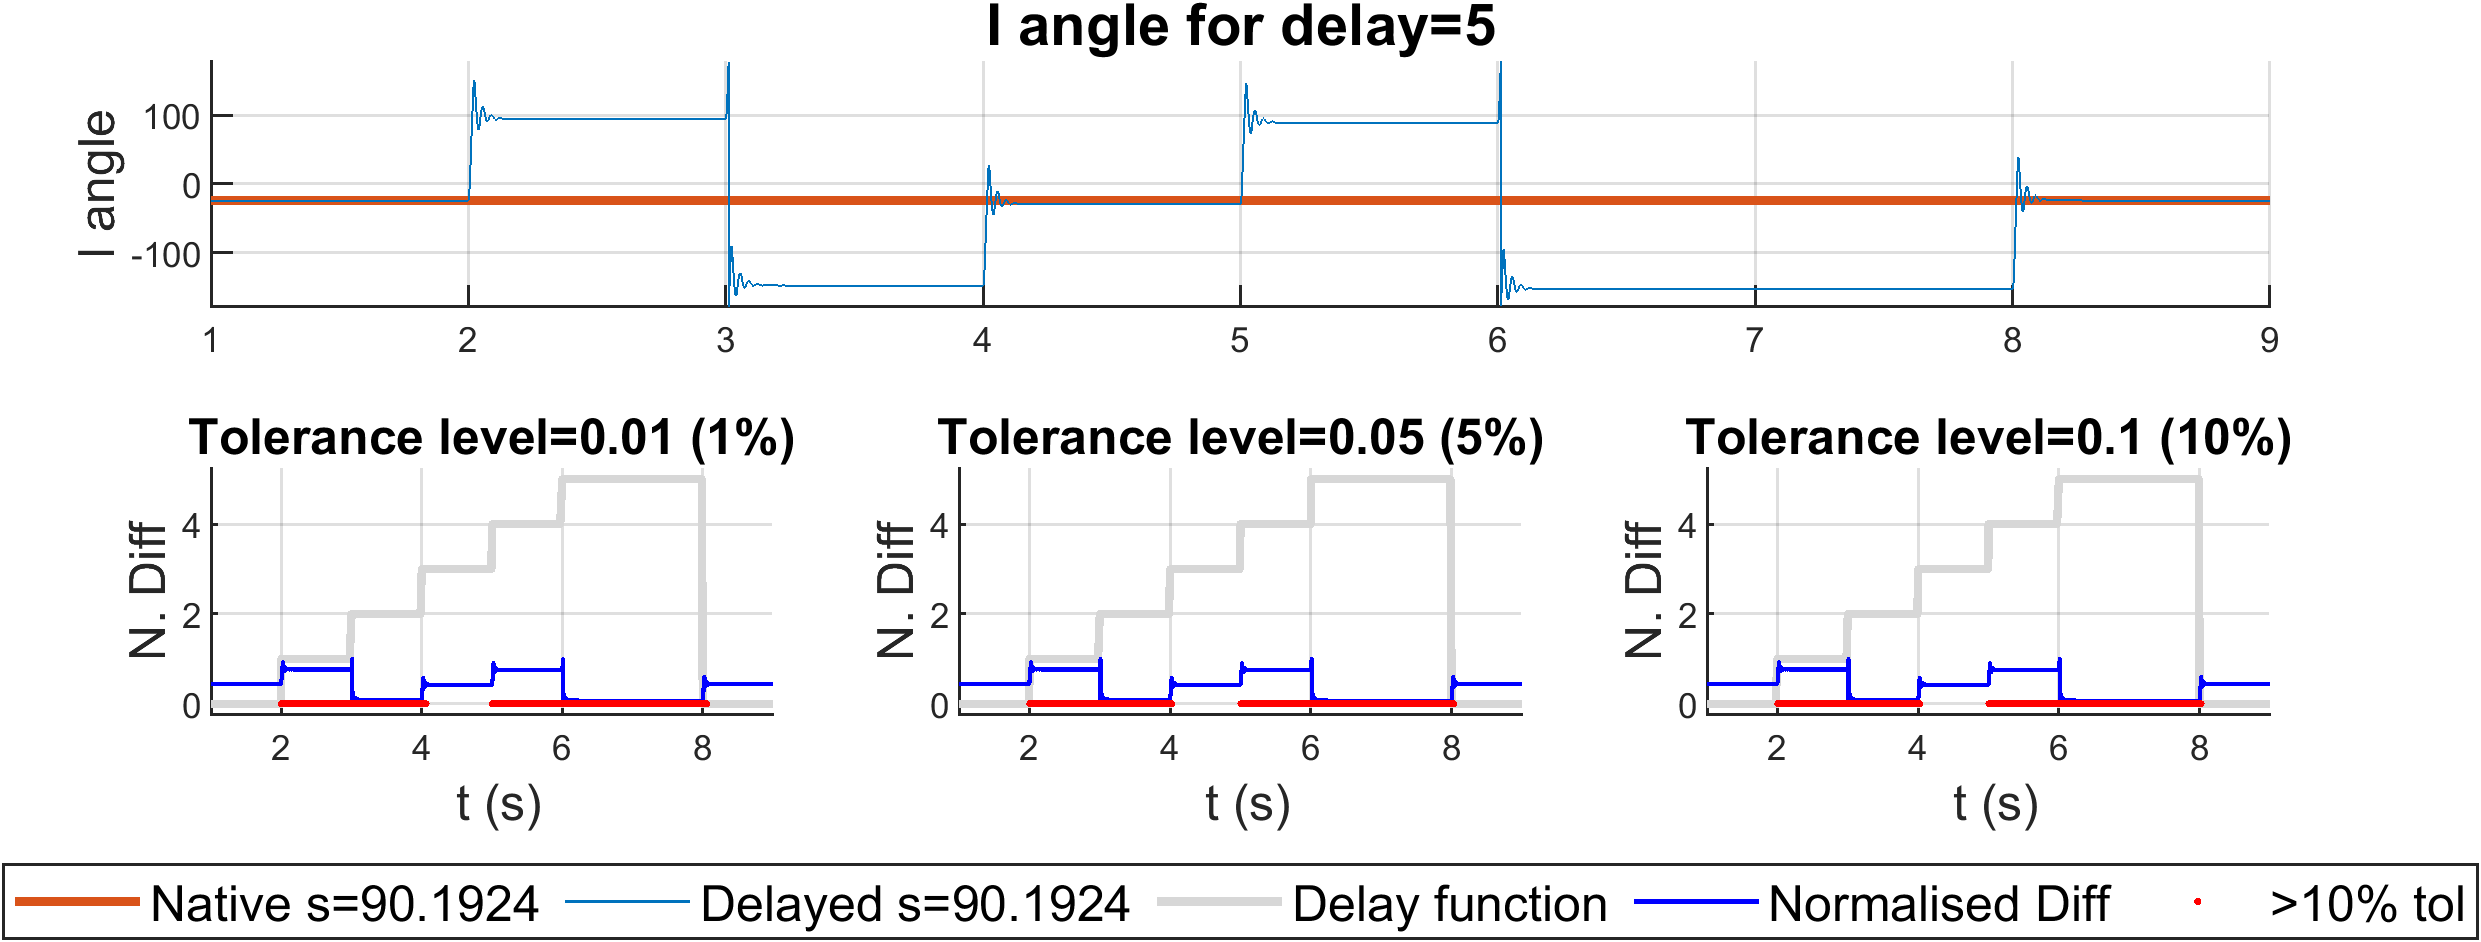 I angle for delay=5
I angle
100
0
-100
1 2 3 4 5 6 7 8 9
Tolerance level=0.01 (1%)
N. Diff
4
2
0
2 4 6 8
t (s)
Tolerance level=0.05 (5%)
N. Diff
4
2
0
2 4 6 8
t (s)
Tolerance level=0.1 (10%)
N. Diff
4
2
0
2 4 6 8
t (s)
Native s=90.1924 Delayed s=90.1924 Delay function Normalised Diff >10% tol